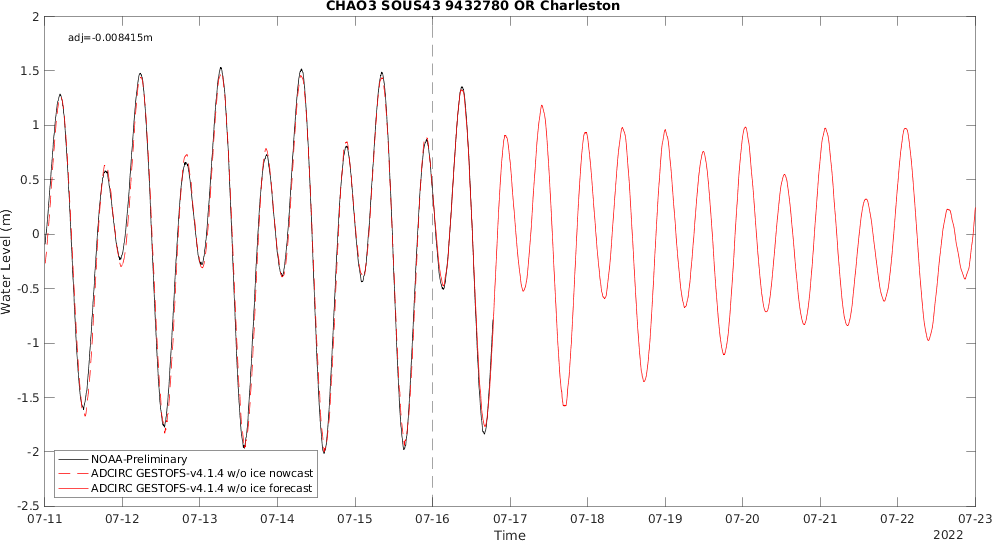 CHAO3 SOUS43 9432780 OR Charleston
adj=-0.008415m
2
1.5
1
0.5
0
-0.5
-1
-1.5
-2
-2.5
Water Level (m)
NOAA-Preliminary
ADCIRC GESTOFS-v4.1.4 w/o ice nowcast
ADCIRC GESTOFS-v4.1.4 w/o ice forecast
07-11 07-12 07-13 07-14 07-15 07-16 07-17 07-18 07-19 07-20 07-21 07-22 07-23
Time
2022